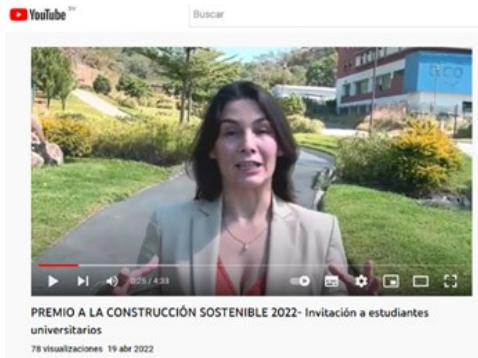 YouTube SV
Buscar
0:25 / 4:33
PREMIO A LA CONSTRUCCIÓN SOSTENIBLE 2022- Invitación a estudiantes
universitarios
78 visualizaciones 19 abr 2022